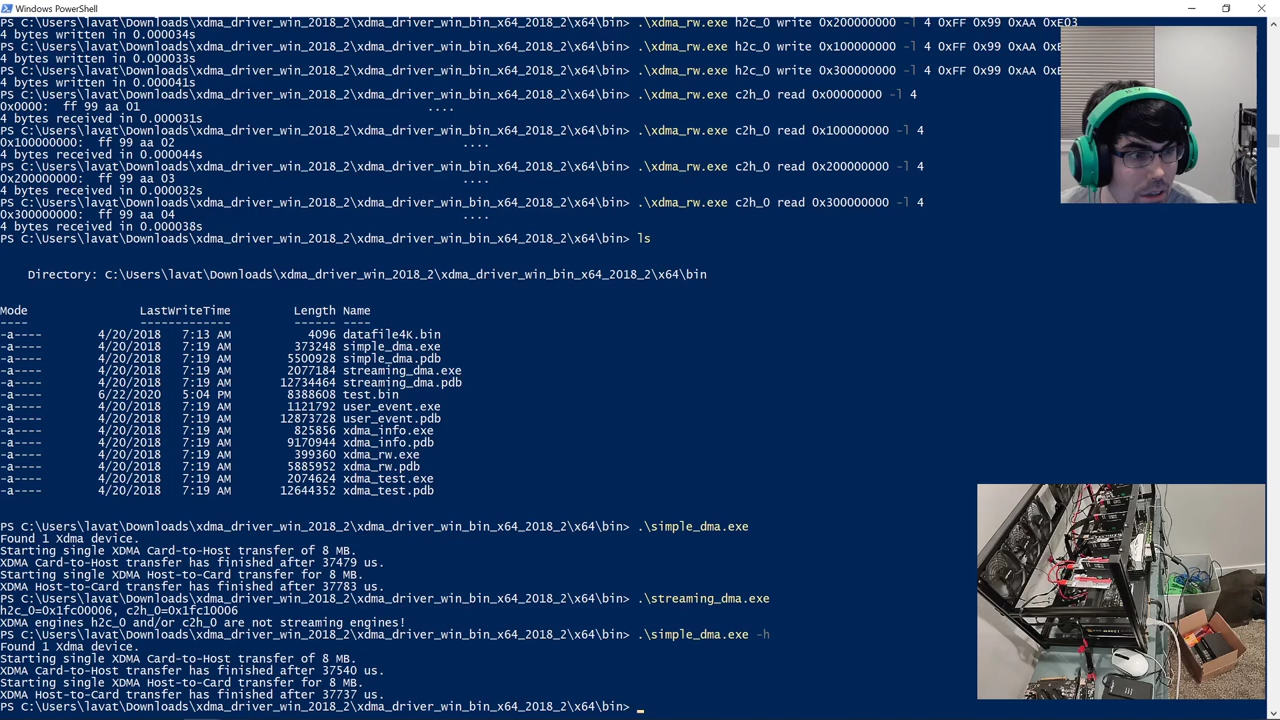 Windows PowerShell
PS C:\Users\lavat\Downloads\xdma_driver_win_2018_2\xdma_driver_win_bin_x64_2018_2\x64\bin> .\xdma_rw.exe h2c_0 write 0x200000000 -l 4 0xFF 0x99 0xAA 0xE03
4 bytes written in 0.000034s
PS C:\Users\lavat\Downloads\xdma_driver_win_2018_2\xdma_driver_win_bin_x64_2018_2\x64\bin> .\xdma_rw.exe h2c_0 write 0x100000000 -l 4 0xFF 0x99 0xAA
4 bytes written in 0.000033s
PS C:\Users\lavat\Downloads\xdma_driver_win_2018_2\xdma_driver_win_bin_x64_2018_2\x64\bin> .\xdma_rw.exe h2c_0 write 0x300000000 -l 4 0xFF 0x99 0xAA
4 bytes written in 0.000041s
PS C:\Users\lavat\Downloads\xdma_driver_win_2018_2\xdma_driver_win_bin_x64_2018_2\x64\bin> .\xdma_rw.exe c2h_0 read 0x00000000 -l 4
0x0000:  ff 99 aa 01 ....
4 bytes received in 0.000031s
PS C:\Users\lavat\Downloads\xdma_driver_win_2018_2\xdma_driver_win_bin_x64_2018_2\x64\bin> .\xdma_rw.exe c2h_0 read 0x100000000 -l 4
0x100000000:  ff 99 aa 02 ....
4 bytes received in 0.000044s
PS C:\Users\lavat\Downloads\xdma_driver_win_2018_2\xdma_driver_win_bin_x64_2018_2\x64\bin> .\xdma_rw.exe c2h_0 read 0x200000000 -l 4
0x200000000:  ff 99 aa 03 ....
4 bytes received in 0.000032s
PS C:\Users\lavat\Downloads\xdma_driver_win_2018_2\xdma_driver_win_bin_x64_2018_2\x64\bin> .\xdma_rw.exe c2h_0 read 0x300000000 -l 4
0x300000000:  ff 99 aa 04 ....
4 bytes received in 0.000038s
PS C:\Users\lavat\Downloads\xdma_driver_win_2018_2\xdma_driver_win_bin_x64_2018_2\x64\bin> ls
Directory: C:\Users\lavat\Downloads\xdma_driver_win_2018_2\xdma_driver_win_bin_x64_2018_2\x64\bin
Mode LastWriteTime Length Name
---- ------------- ------ ----
-a---- 4/20/2018 7:13 AM 4096 datafile4K.bin
-a---- 4/20/2018 7:19 AM 373248 simple_dma.exe
-a---- 4/20/2018 7:19 AM 5500928 simple_dma.pdb
-a---- 4/20/2018 7:19 AM 2077184 streaming_dma.exe
-a---- 4/20/2018 7:19 AM 12734464 streaming_dma.pdb
-a---- 6/22/2020 5:04 PM 8388608 test.bin
-a---- 4/20/2018 7:19 AM 1121792 user_event.exe
-a---- 4/20/2018 7:19 AM 12873728 user_event.pdb
-a---- 4/20/2018 7:19 AM 825856 xdma_info.exe
-a---- 4/20/2018 7:19 AM 9170944 xdma_info.pdb
-a---- 4/20/2018 7:19 AM 399360 xdma_rw.exe
-a---- 4/20/2018 7:19 AM 5885952 xdma_rw.pdb
-a---- 4/20/2018 7:19 AM 2074624 xdma_test.exe
-a---- 4/20/2018 7:19 AM 12644352 xdma_test.pdb
PS C:\Users\lavat\Downloads\xdma_driver_win_2018_2\xdma_driver_win_bin_x64_2018_2\x64\bin> .\simple_dma.exe
Found 1 Xdma device.
Starting single XDMA Card-to-Host transfer of 8 MB.
XDMA Card-to-Host transfer has finished after 37479 us.
Starting single XDMA Host-to-Card transfer for 8 MB.
XDMA Host-to-Card transfer has finished after 37783 us.
PS C:\Users\lavat\Downloads\xdma_driver_win_2018_2\xdma_driver_win_bin_x64_2018_2\x64\bin> .\streaming_dma.exe
h2c_0=0x1fc00006, c2h_0=0x1fc10006
XDMA engines h2c_0 and/or c2h_0 are not streaming engines!
PS C:\Users\lavat\Downloads\xdma_driver_win_2018_2\xdma_driver_win_bin_x64_2018_2\x64\bin> .\simple_dma.exe -h
Found 1 Xdma device.
Starting single XDMA Card-to-Host transfer of 8 MB.
XDMA Card-to-Host transfer has finished after 37540 us.
Starting single XDMA Host-to-Card transfer for 8 MB.
XDMA Host-to-Card transfer has finished after 37737 us.
PS C:\Users\lavat\Downloads\xdma_driver_win_2018_2\xdma_driver_win_bin_x64_2018_2\x64\bin> _